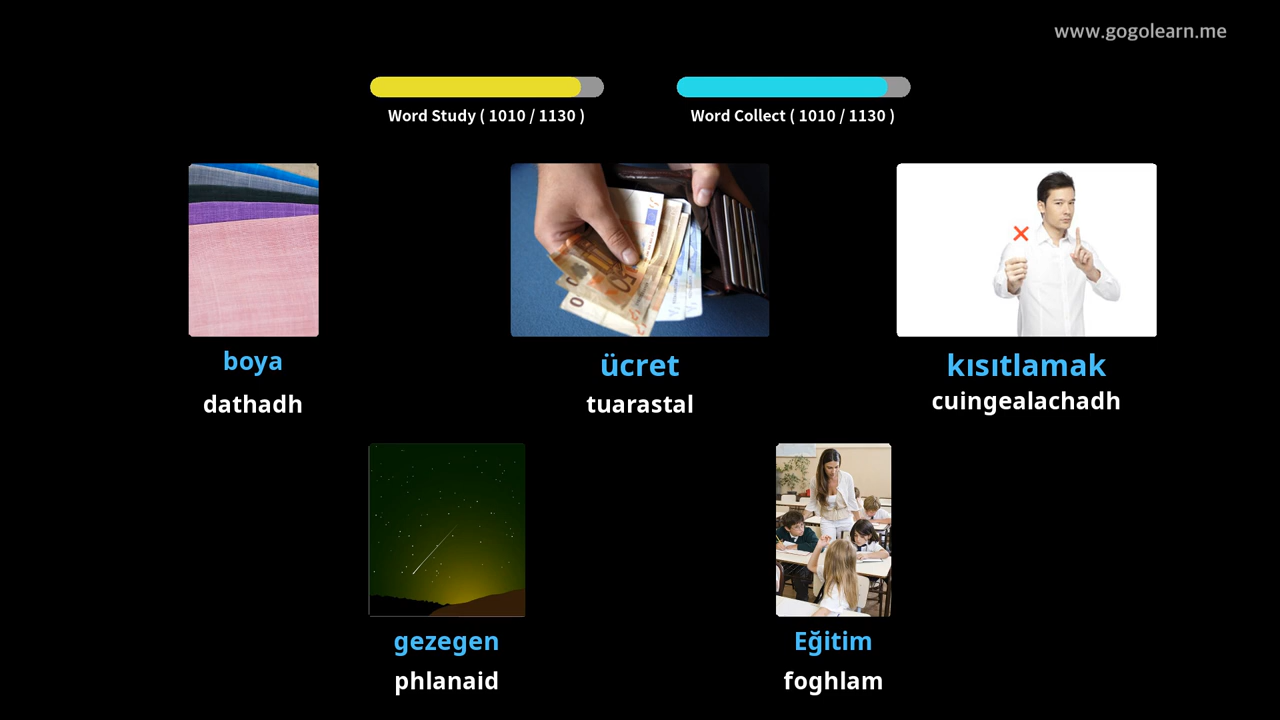 www.gogolearn.me
Word Study ( 1010 / 1130 )
Word Collect ( 1010 / 1130 )
boya
dathadh
ücret
tuarastal
kısıtlamak
cuingealachadh
gezegen
phlanaid
Eğitim
foghlam